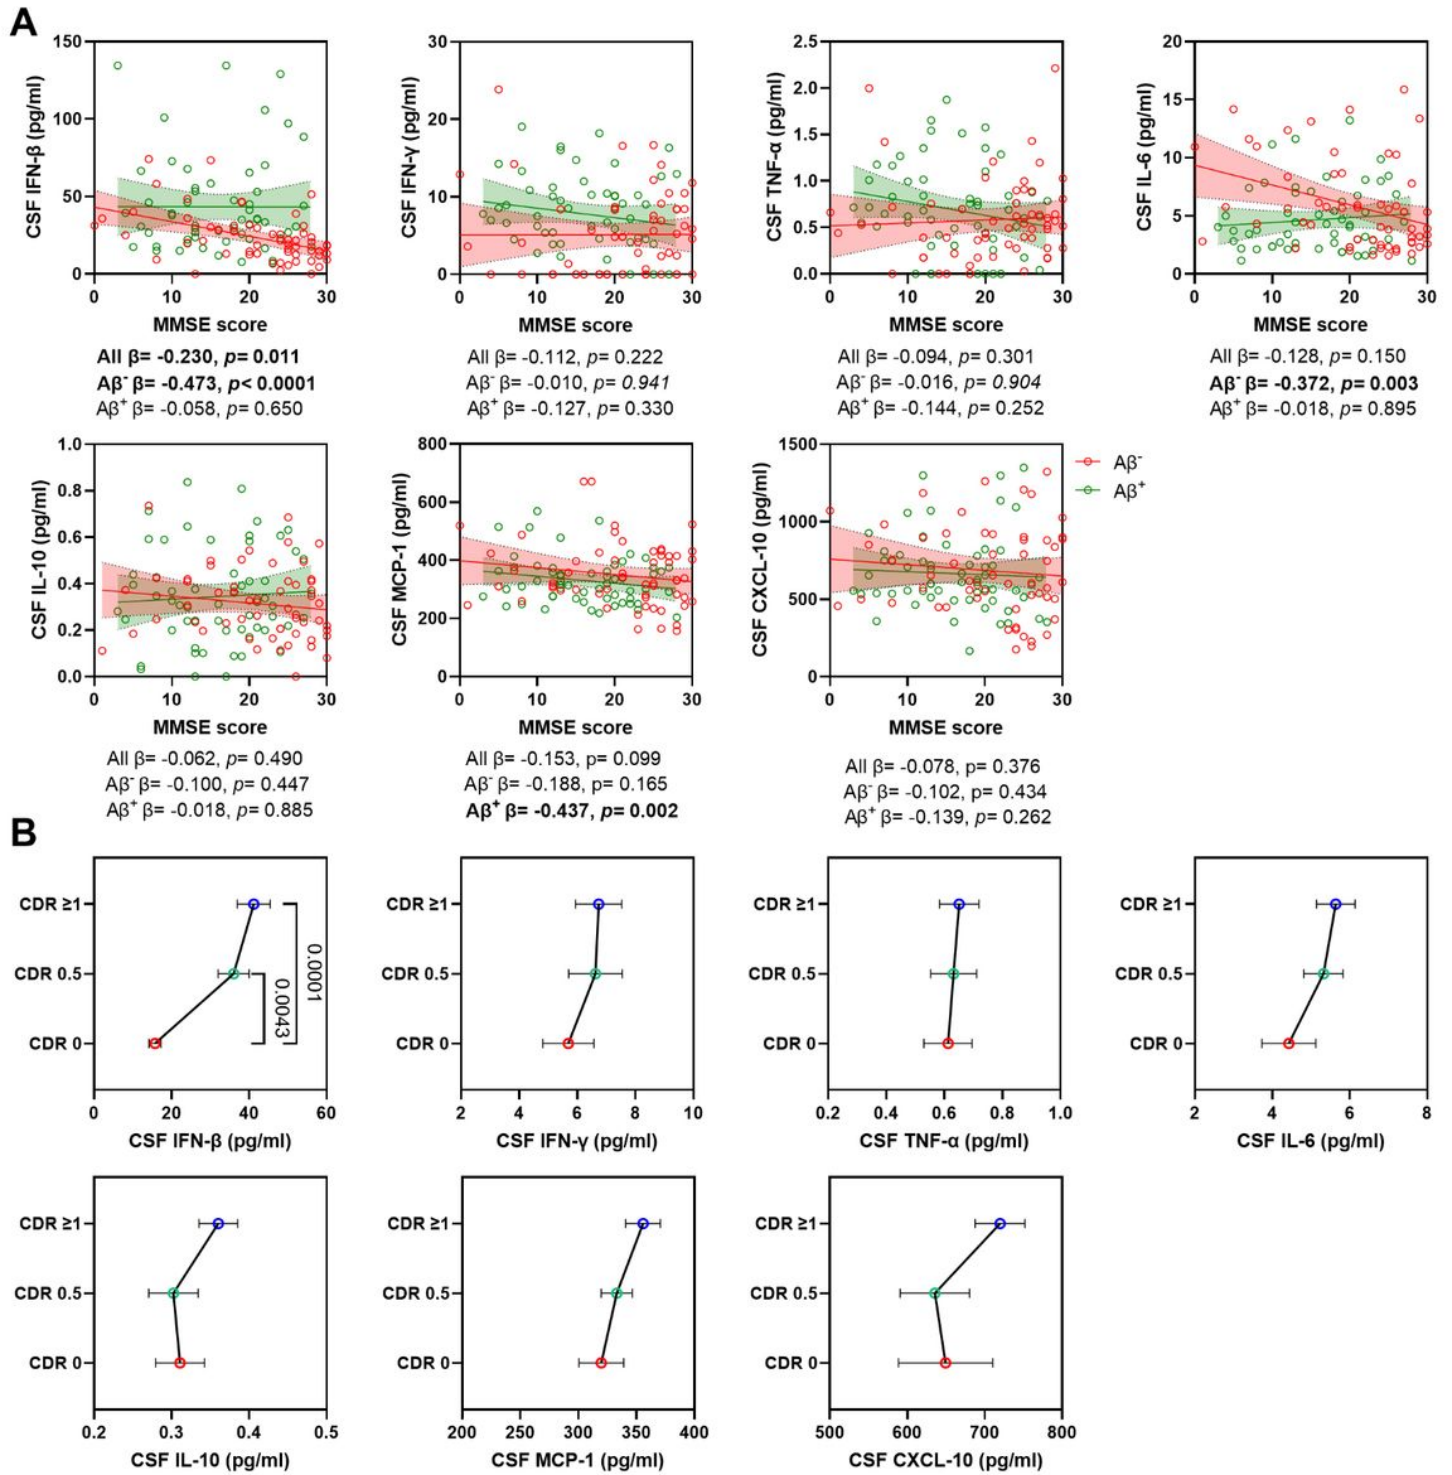 A
CSF IFN-β (pg/ml)
150
100
50
0
0 10 20 30
MMSE score
All β= -0.230, p= 0.011
Aβ⁻ β= -0.473, p< 0.0001
Aβ⁺ β= -0.058, p= 0.650
CSF IFN-γ (pg/ml)
30
20
10
0
0 10 20 30
MMSE score
All β= -0.112, p= 0.222
Aβ⁻ β= -0.010, p= 0.941
Aβ⁺ β= -0.127, p= 0.330
CSF TNF-α (pg/ml)
2.5
2.0
1.5
1.0
0.5
0.0
0 10 20 30
MMSE score
All β= -0.094, p= 0.301
Aβ⁻ β= -0.016, p= 0.904
Aβ⁺ β= -0.144, p= 0.252
CSF IL-6 (pg/ml)
20
15
10
5
0
0 10 20 30
MMSE score
All β= -0.128, p= 0.150
Aβ⁻ β= -0.372, p= 0.003
Aβ⁺ β= -0.018, p= 0.895
CSF IL-10 (pg/ml)
1.0
0.8
0.6
0.4
0.2
0.0
0 10 20 30
MMSE score
All β= -0.062, p= 0.490
Aβ⁻ β= -0.100, p= 0.447
Aβ⁺ β= -0.018, p= 0.885
CSF MCP-1 (pg/ml)
800
600
400
200
0
0 10 20 30
MMSE score
All β= -0.153, p= 0.099
Aβ⁻ β= -0.188, p= 0.165
Aβ⁺ β= -0.437, p= 0.002
CSF CXCL-10 (pg/ml)
1500
1000
500
0
0 10 20 30
MMSE score
All β= -0.078, p= 0.376
Aβ⁻ β= -0.102, p= 0.434
Aβ⁺ β= -0.139, p= 0.262
Aβ⁻
Aβ⁺
B
CDR ≥1
CDR 0.5
CDR 0
0.0043
0.0001
0 20 40 60
CSF IFN-β (pg/ml)
CDR ≥1
CDR 0.5
CDR 0
2 4 6 8 10
CSF IFN-γ (pg/ml)
CDR ≥1
CDR 0.5
CDR 0
0.2 0.4 0.6 0.8 1.0
CSF TNF-α (pg/ml)
CDR ≥1
CDR 0.5
CDR 0
2 4 6 8
CSF IL-6 (pg/ml)
CDR ≥1
CDR 0.5
CDR 0
0.2 0.3 0.4 0.5
CSF IL-10 (pg/ml)
CDR ≥1
CDR 0.5
CDR 0
200 250 300 350 400
CSF MCP-1 (pg/ml)
CDR ≥1
CDR 0.5
CDR 0
500 600 700 800
CSF CXCL-10 (pg/ml)